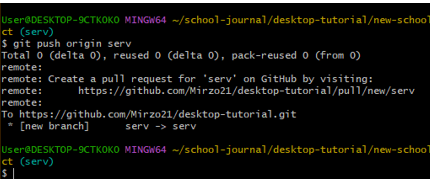 User@DESKTOP-9CTKOKO MINGW64 ~/school-journal/desktop-tutorial/new-school
ct (serv)
$ git push origin serv
Total 0 (delta 0), reused 0 (delta 0), pack-reused 0 (from 0)
remote:
remote: Create a pull request for 'serv' on GitHub by visiting:
remote:      https://github.com/Mirzo21/desktop-tutorial/pull/new/serv
remote:
To https://github.com/Mirzo21/desktop-tutorial.git
 * [new branch]      serv -> serv
User@DESKTOP-9CTKOKO MINGW64 ~/school-journal/desktop-tutorial/new-school
ct (serv)
$